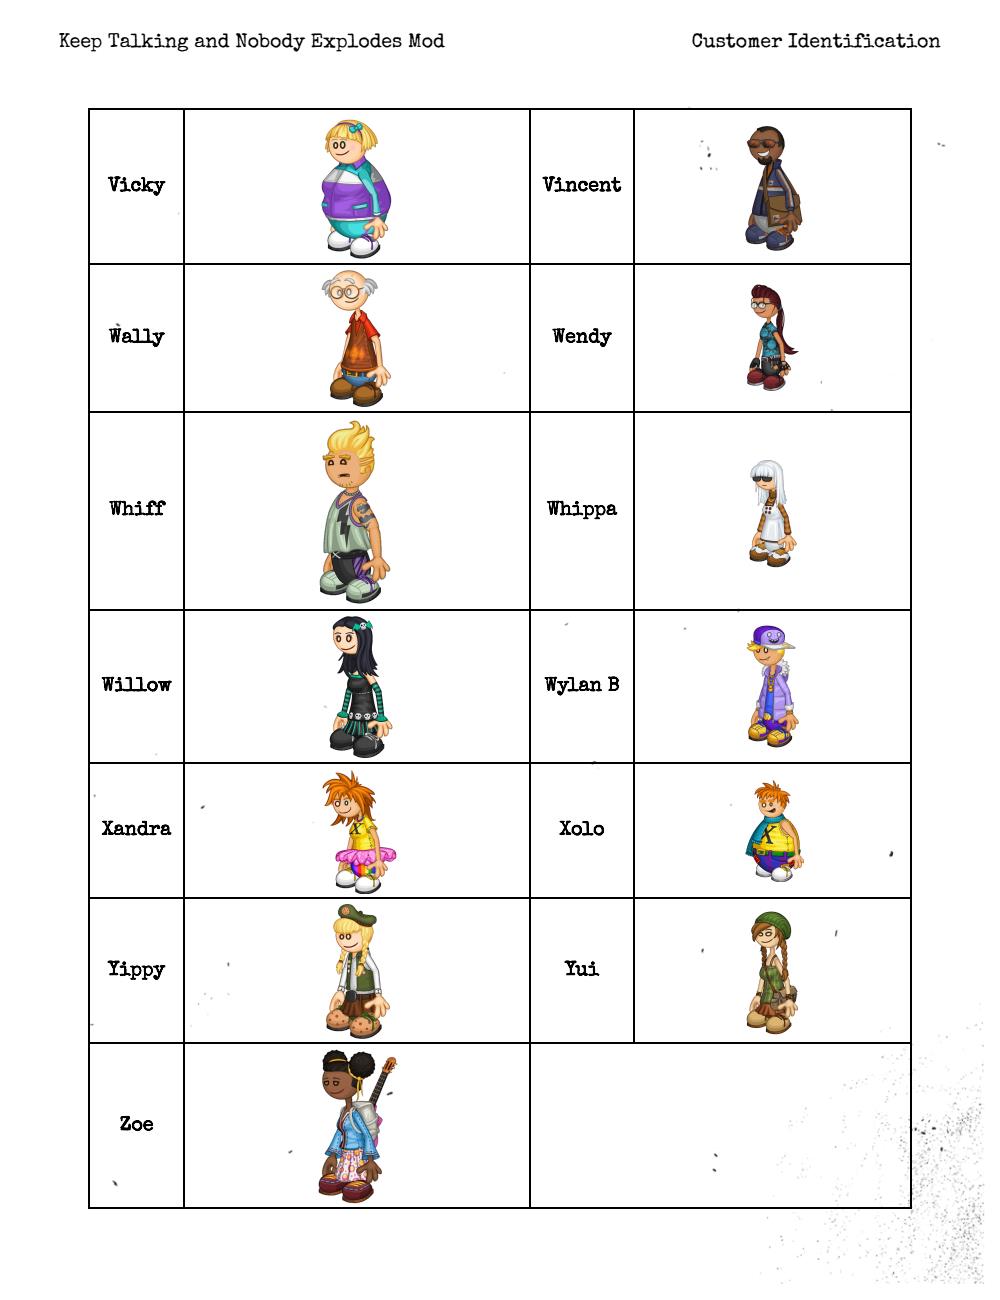 Keep Talking and Nobody Explodes Mod
Customer Identification
Vicky
Vincent
Wally
Wendy
Whiff
Whippa
Willow
Wylan B
Xandra
X
Xolo
X
Yippy
Yui
Zoe